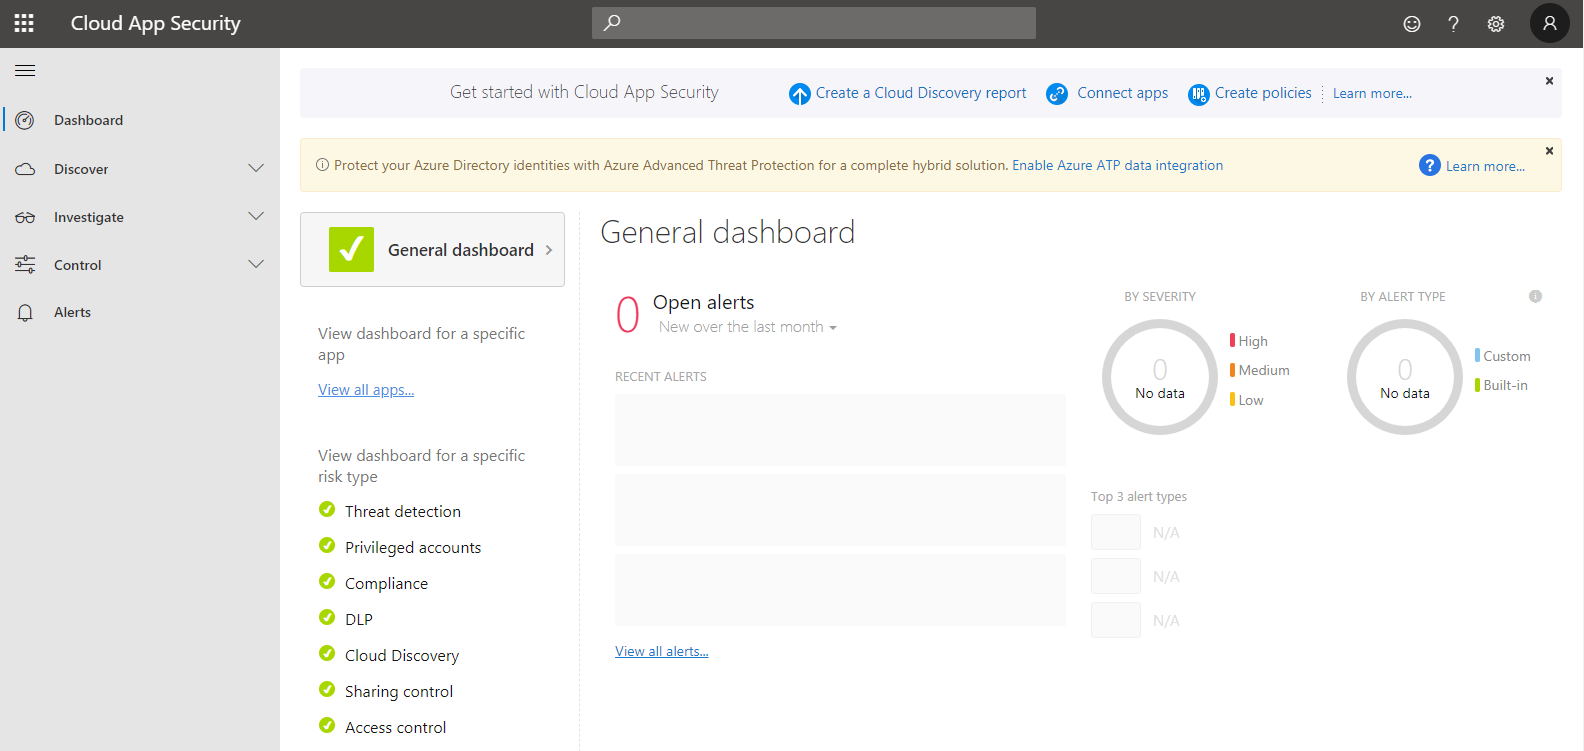 Cloud App Security
Dashboard
Discover
Investigate
Control
Alerts
Get started with Cloud App Security
Create a Cloud Discovery report
Connect apps
Create policies
Learn more...
Protect your Azure Directory identities with Azure Advanced Threat Protection for a complete hybrid solution. Enable Azure ATP data integration
Learn more...
General dashboard
View dashboard for a specific
app
View all apps...
View dashboard for a specific
risk type
Threat detection
Privileged accounts
Compliance
DLP
Cloud Discovery
Sharing control
Access control
General dashboard
0
Open alerts
New over the last month
RECENT ALERTS
View all alerts...
BY SEVERITY
0
No data
High
Medium
Low
BY ALERT TYPE
0
No data
Custom
Built-in
Top 3 alert types
N/A
N/A
N/A